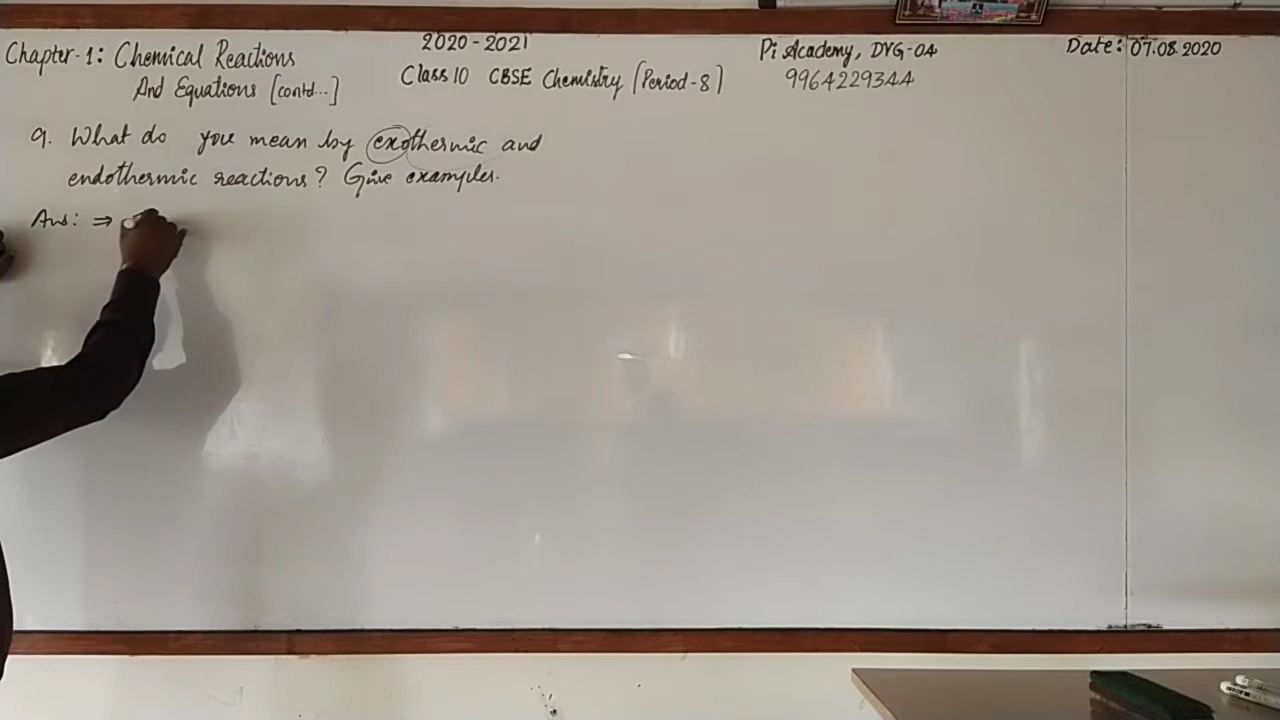 Chapter-1: Chemical Reactions
And Equations [contd...]
2020-2021
Class 10 CBSE Chemistry [Period-8]
Pi Academy, DVG-04
9964229344
Date: 07.08.2020
9. What do you mean by exothermic and
endothermic reactions? Give examples.
Ans: ⇒